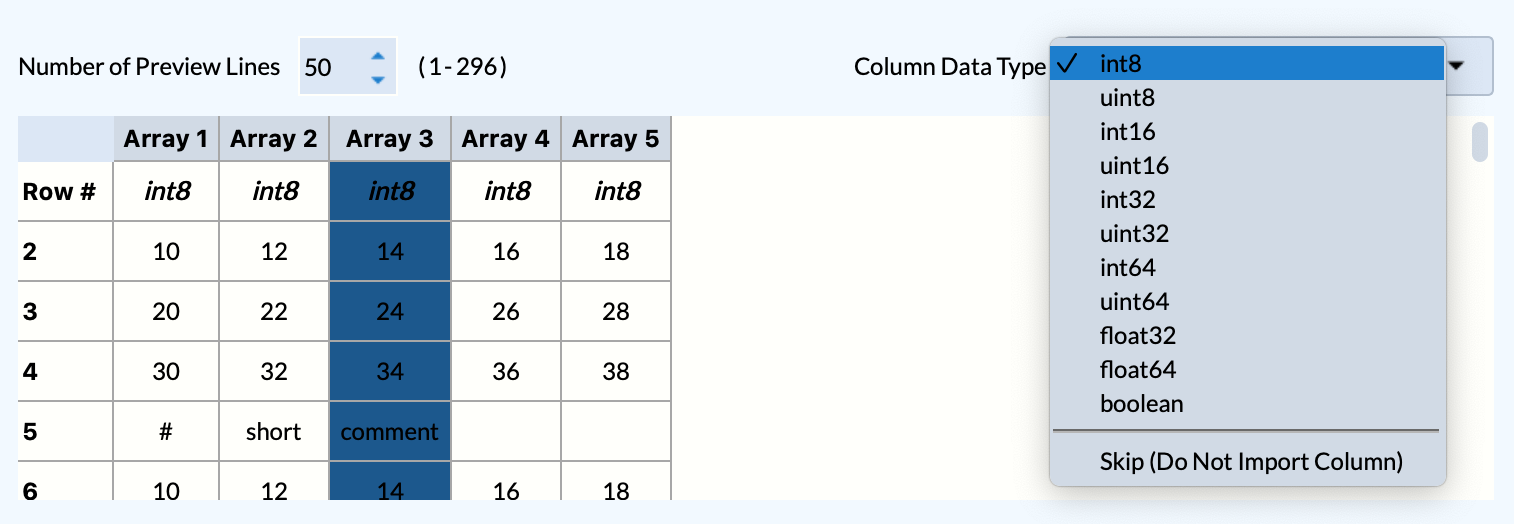 Number of Preview Lines 50 (1-296) Column Data Type
✓ int8
uint8
int16
uint16
int32
uint32
int64
uint64
float32
float64
boolean
Skip (Do Not Import Column)
Array 1 Array 2 Array 3 Array 4 Array 5
Row # int8 int8 int8 int8 int8
2 10 12 14 16 18
3 20 22 24 26 28
4 30 32 34 36 38
5 # short comment
6 10 12 14 16 18